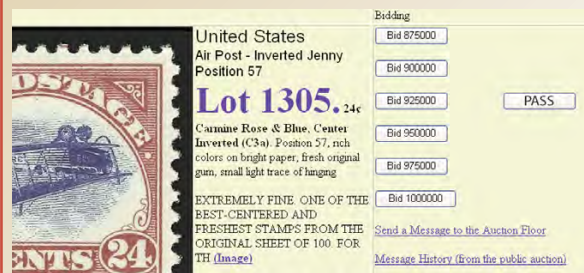 Bidding
United States
Air Post - Inverted Jenny
Position 57
Lot 1305. 24c
Carmine Rose & Blue, Center
Inverted (C3a). Position 57, rich
colors on bright paper, fresh original
gum, small light trace of hinging
EXTREMELY FINE. ONE OF THE
BEST-CENTERED AND
FRESHEST STAMPS FROM THE
ORIGINAL SHEET OF 100. FOR
TH (Image)
Bid 875000
Bid 900000
Bid 925000
PASS
Bid 950000
Bid 975000
Bid 1000000
Send a Message to the Auction Floor
Message History (from the public auction)
POSTAGE
ENTS 24